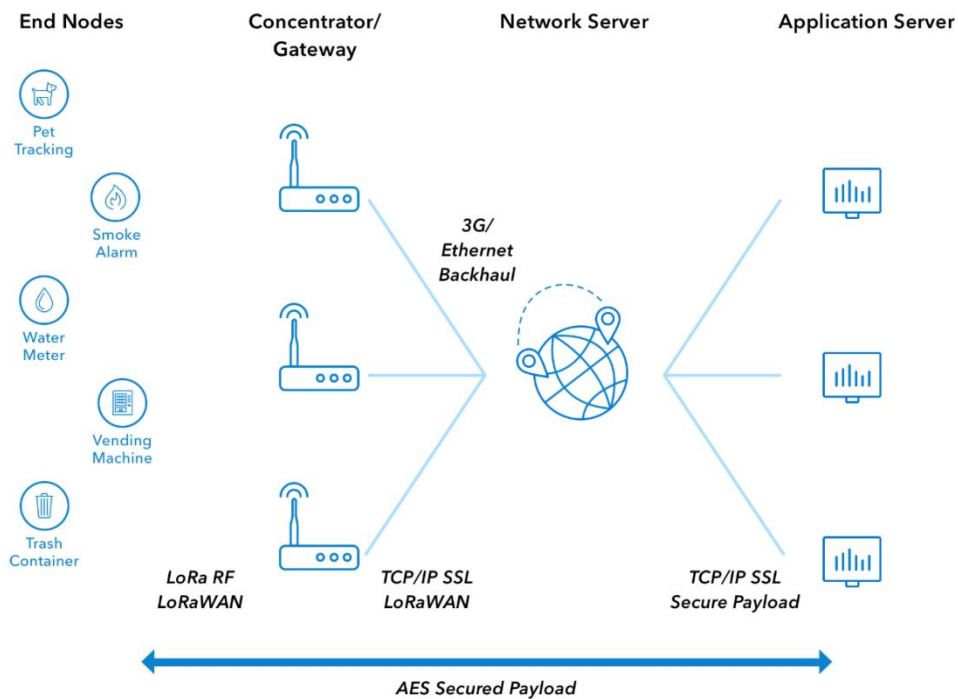 End Nodes
Concentrator/
Gateway
Network Server
Application Server
Pet
Tracking
Smoke
Alarm
Water
Meter
Vending
Machine
Trash
Container
3G/
Ethernet
Backhaul
LoRa RF
LoRaWAN
TCP/IP SSL
LoRaWAN
TCP/IP SSL
Secure Payload
AES Secured Payload